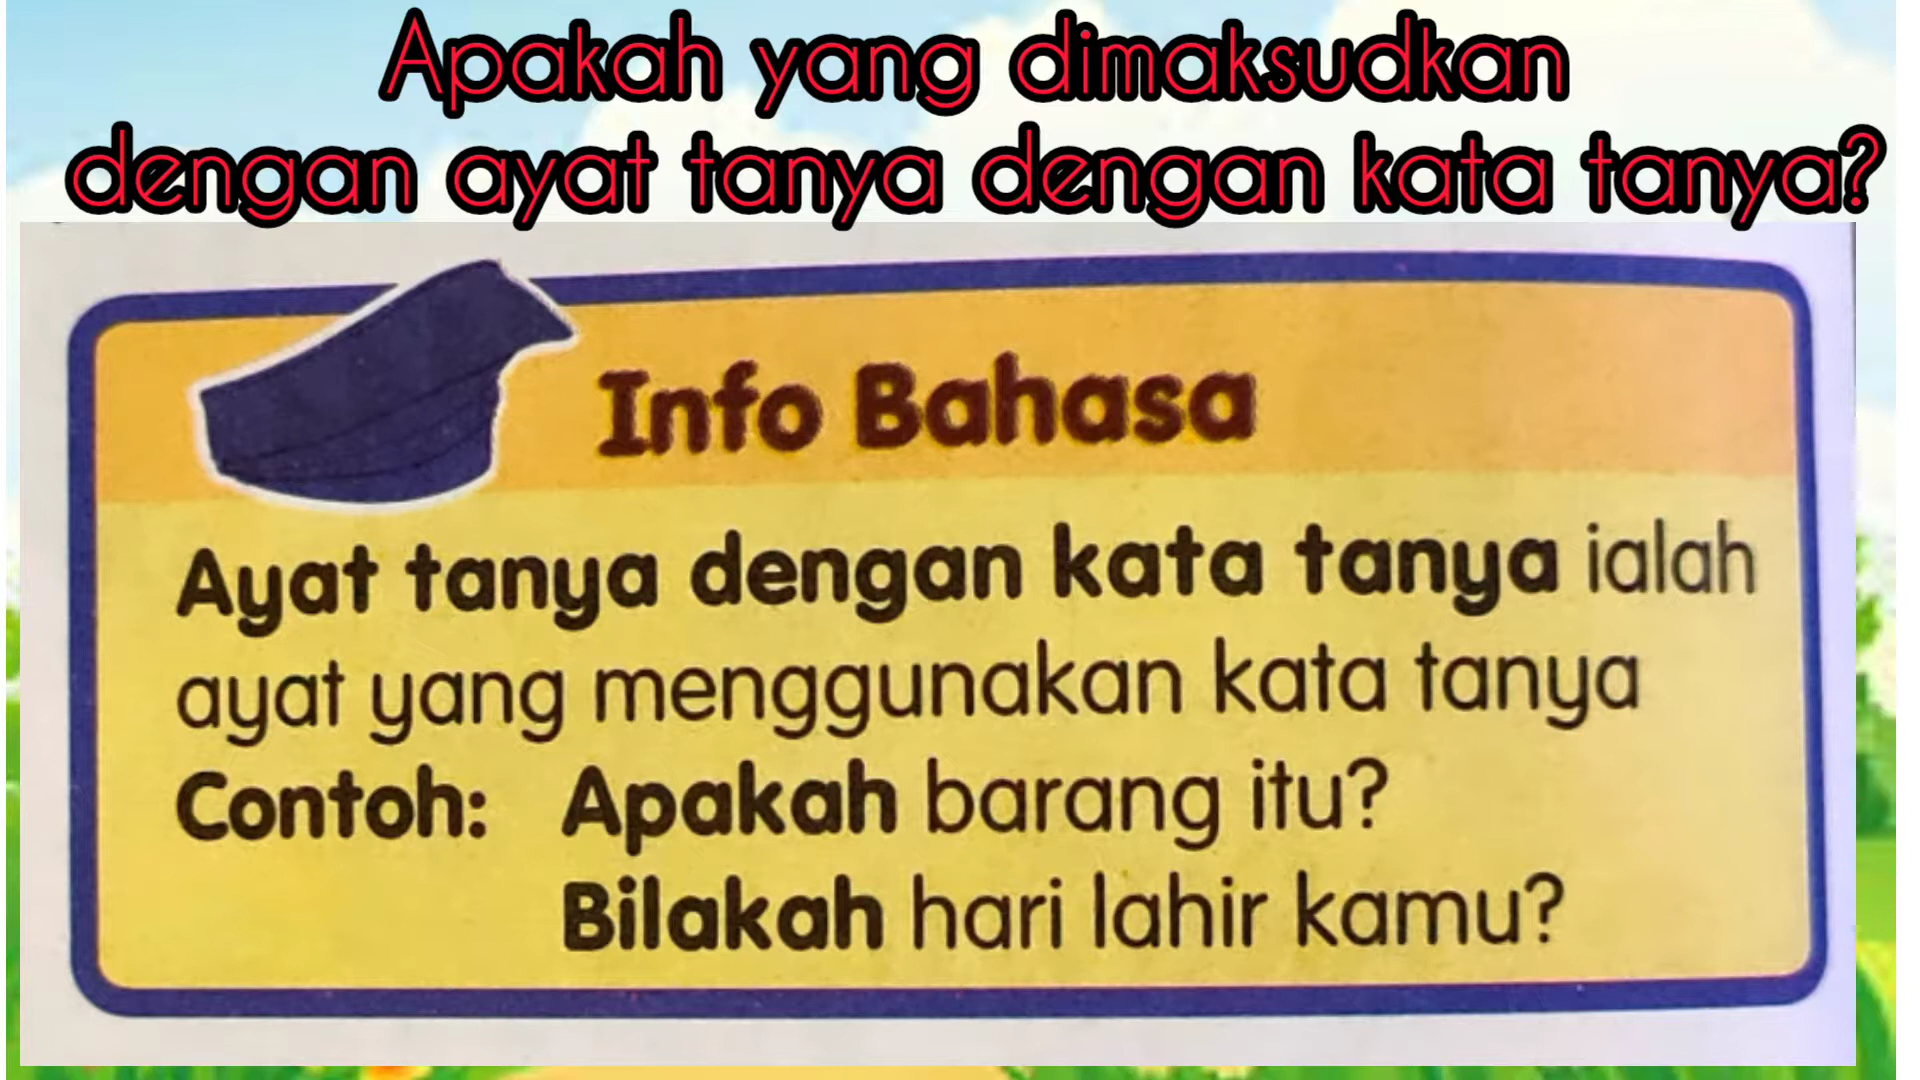 Apakah yang dimaksudkan
dengan ayat tanya dengan kata tanya?
Info Bahasa
Ayat tanya dengan kata tanya ialah
ayat yang menggunakan kata tanya
Contoh: Apakah barang itu?
Bilakah hari lahir kamu?